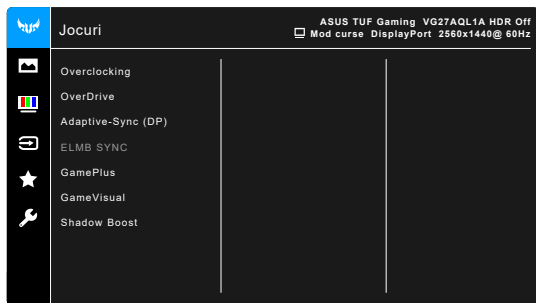 Jocuri
ASUS TUF Gaming VG27AQL1A HDR Off
Mod curse DisplayPort 2560x1440@ 60Hz
Overclocking
OverDrive
Adaptive-Sync (DP)
ELMB SYNC
GamePlus
GameVisual
Shadow Boost